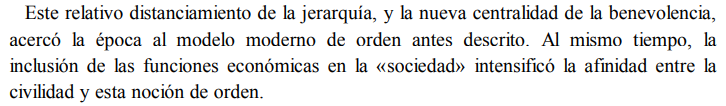 Este relativo distanciamiento de la jerarquía, y la nueva centralidad de la benevolencia,
acercó la época al modelo moderno de orden antes descrito. Al mismo tiempo, la
inclusión de las funciones económicas en la «sociedad» intensificó la afinidad entre la
civilidad y esta noción de orden.